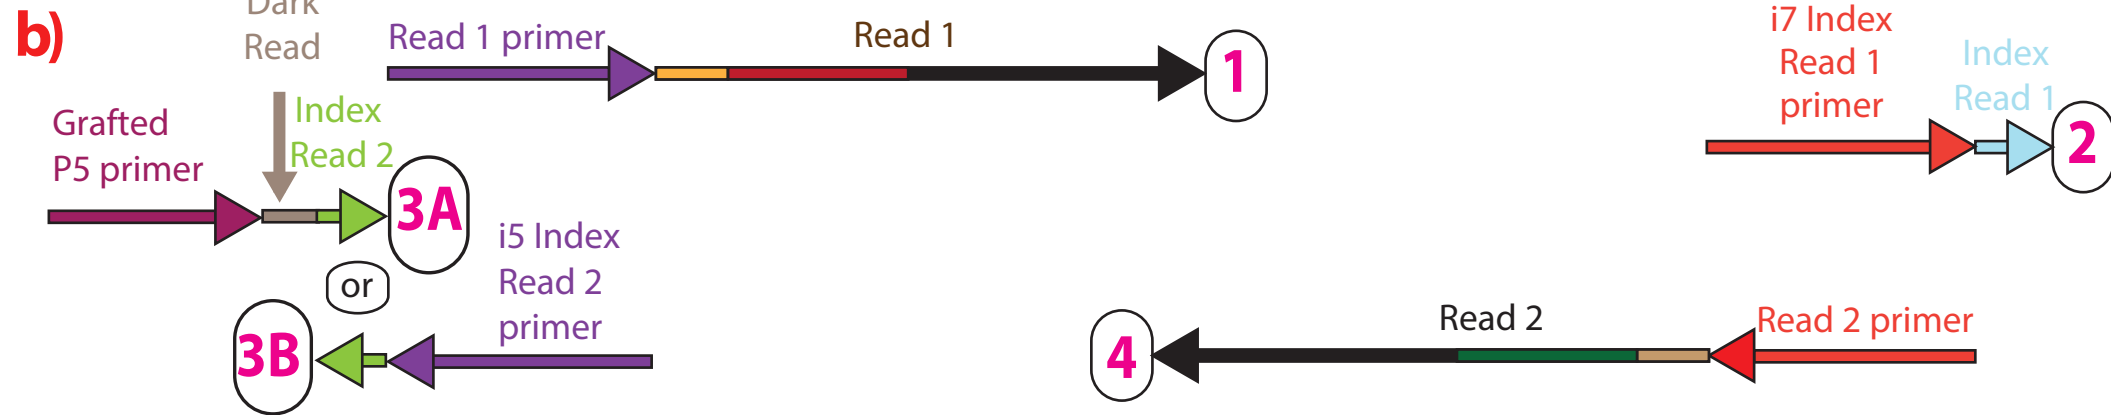 b)
Dark
Read
Read 1 primer
Read 1
1
i7 Index
Read 1
primer
Index
Read 1
2
Grafted
P5 primer
Index
Read 2
3A
or
i5 Index
Read 2
primer
3B
4
Read 2
Read 2 primer